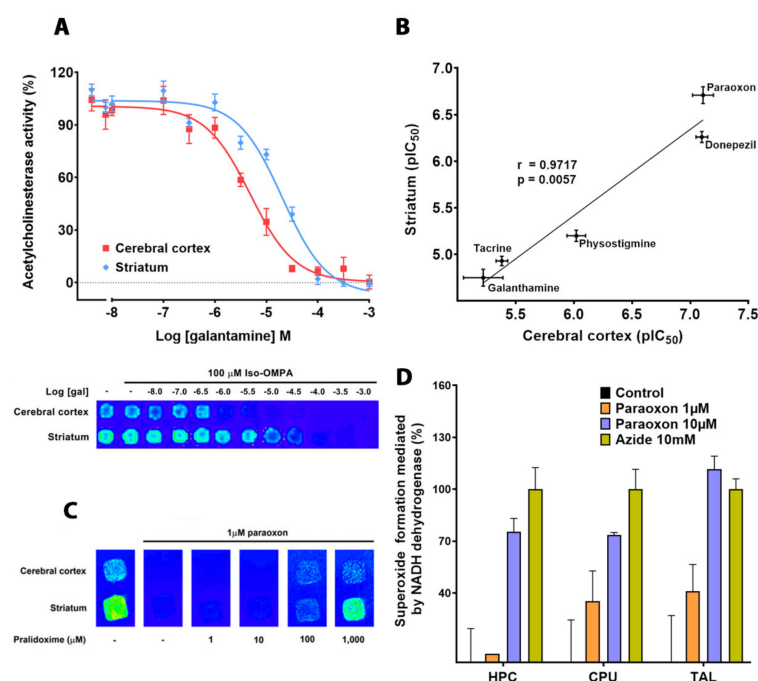 A
Acetylcholinesterase activity (%)
120
90
60
30
0
Cerebral cortex
Striatum
-8
-7
-6
-5
-4
-3
Log [galantamine] M
B
Striatum (pIC50)
7.0
6.5
6.0
5.5
5.0
4.5
r = 0.9717
p = 0.0057
Paraoxon
Donepezil
Physostigmine
Tacrine
Galanthamine
5.5
6.0
6.5
7.0
7.5
Cerebral cortex (pIC50)
100 µM Iso-OMPA
Log [gal] - - -8.0 -7.0 -6.5 -6.0 -5.5 -5.0 -4.5 -4.0 -3.5 -3.0
Cerebral cortex
Striatum
C
1µM paraoxon
Cerebral cortex
Striatum
Pralidoxime (µM) - - 1 10 100 1,000
D
Superoxide formation mediated
by NADH dehydrogenase (%)
160
130
100
70
40
Control
Paraoxon 1µM
Paraoxon 10µM
Azide 10mM
HPC
CPU
TAL